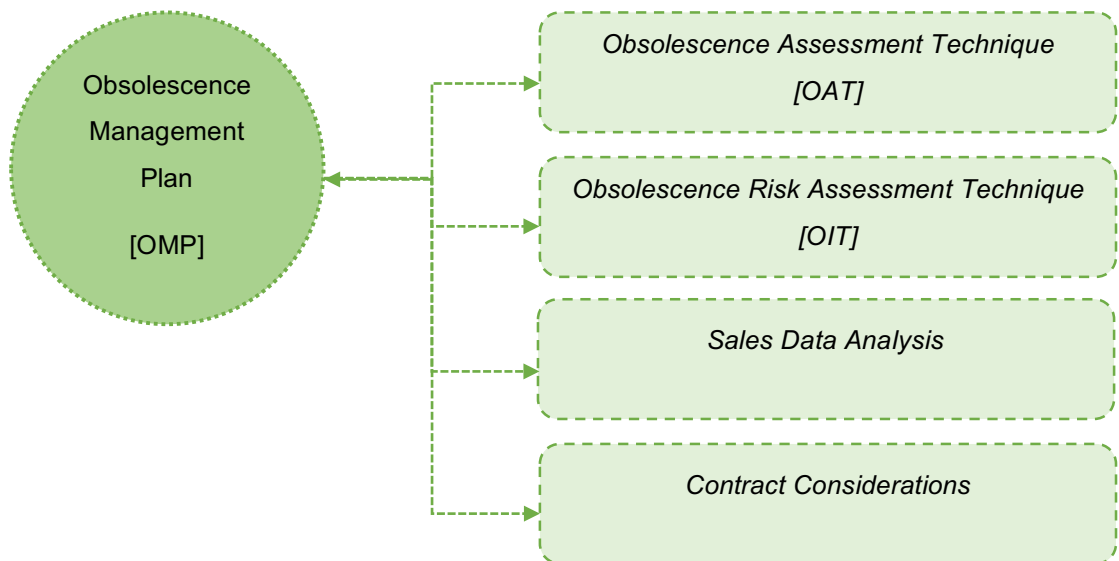 Obsolescence
Management
Plan
[OMP]
Obsolescence Assessment Technique
[OAT]
Obsolescence Risk Assessment Technique
[OIT]
Sales Data Analysis
Contract Considerations